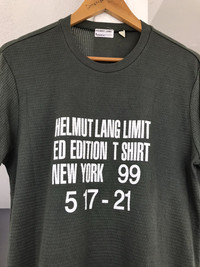 HELMUT LANG LIMIT
ED EDITION T SHIRT
NEW YORK 99
5 17-21